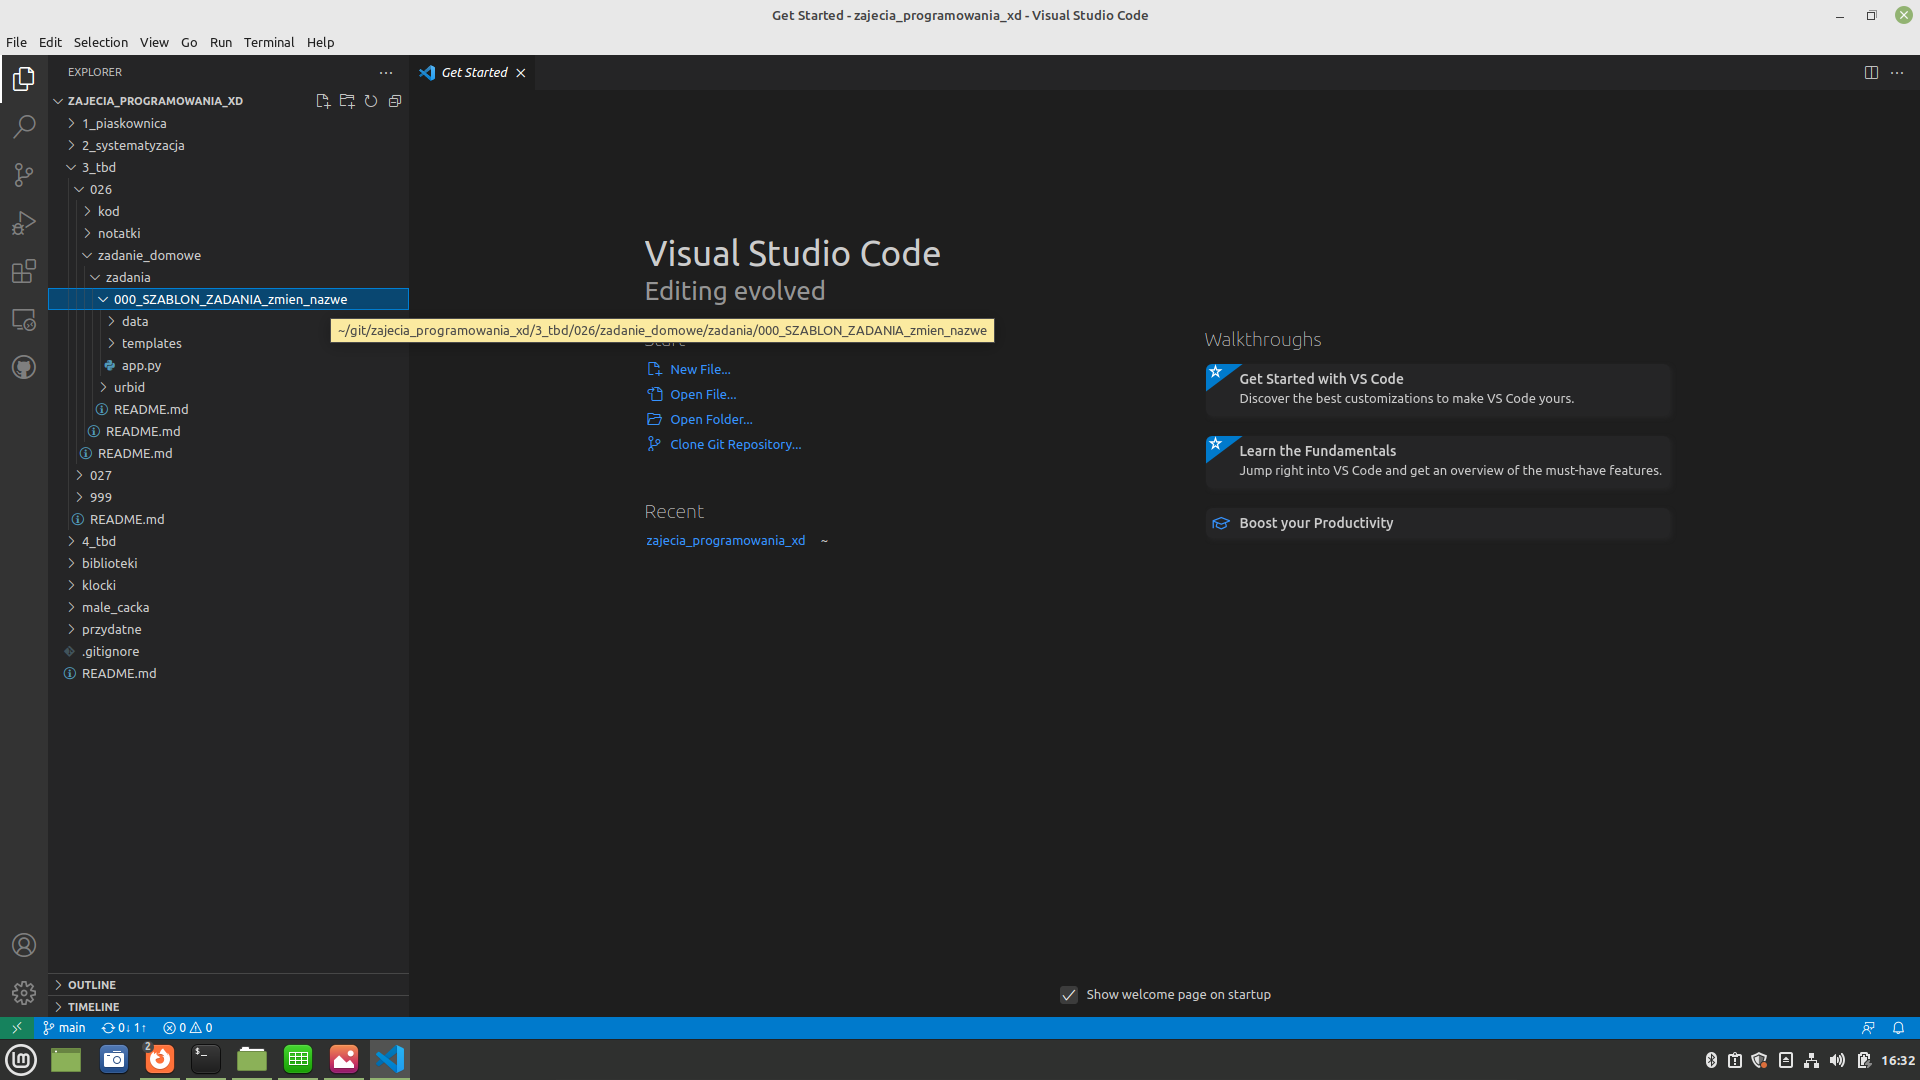 Get Started - zajecia_programowania_xd - Visual Studio Code
File Edit Selection View Go Run Terminal Help
EXPLORER
Get Started
ZAJECIA_PROGRAMOWANIA_XD
1_piaskownica
2_systematyzacja
3_tbd
026
kod
notatki
zadanie_domowe
zadania
000_SZABLON_ZADANIA_zmien_nazwe
data
templates
app.py
urbid
README.md
README.md
README.md
027
999
README.md
4_tbd
biblioteki
klocki
male_cacka
przydatne
.gitignore
README.md
OUTLINE
TIMELINE
~/git/zajecia_programowania_xd/3_tbd/026/zadanie_domowe/zadania/000_SZABLON_ZADANIA_zmien_nazwe
Visual Studio Code
Editing evolved
Start
New File...
Open File...
Open Folder...
Clone Git Repository...
Recent
zajecia_programowania_xd ~
Walkthroughs
Get Started with VS Code
Discover the best customizations to make VS Code yours.
Learn the Fundamentals
Jump right into VS Code and get an overview of the must-have features.
Boost your Productivity
Show welcome page on startup
main 0↓ 1↑ 0 0
2
$_
16:32